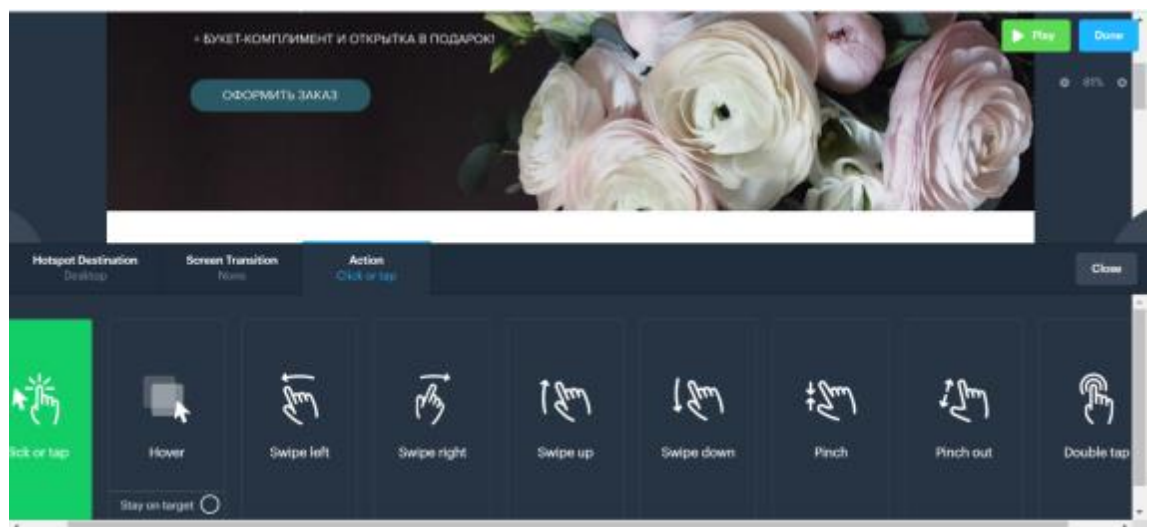 + БУКЕТ-КОМПЛИМЕНТ И ОТКРЫТКА В ПОДАРОК!
Play
Done
ОФОРМИТЬ ЗАКАЗ
81%
Hotspot Destination
Desktop
Screen Transition
None
Action
Click or tap
Close
lick or tap
Hover
Swipe left
Swipe right
Swipe up
Swipe down
Pinch
Pinch out
Double tap
Stay on target